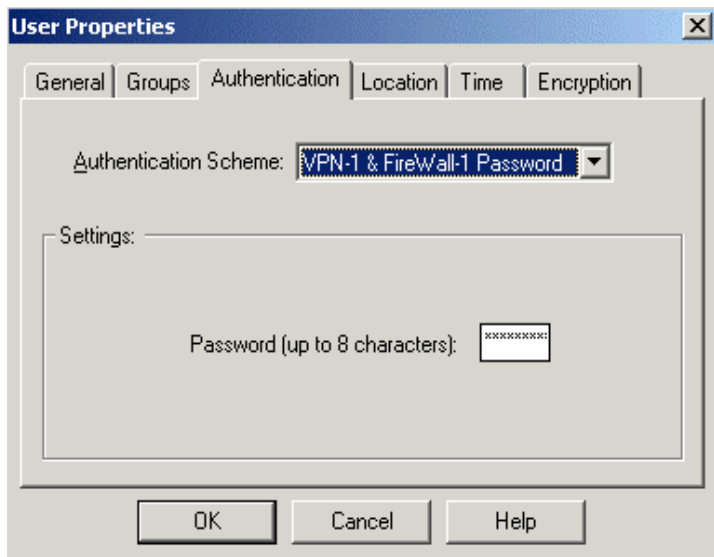 User Properties
General Groups Authentication Location Time Encryption
Authentication Scheme: VPN-1 & FireWall-1 Password
Settings:
Password (up to 8 characters): ********
OK Cancel Help